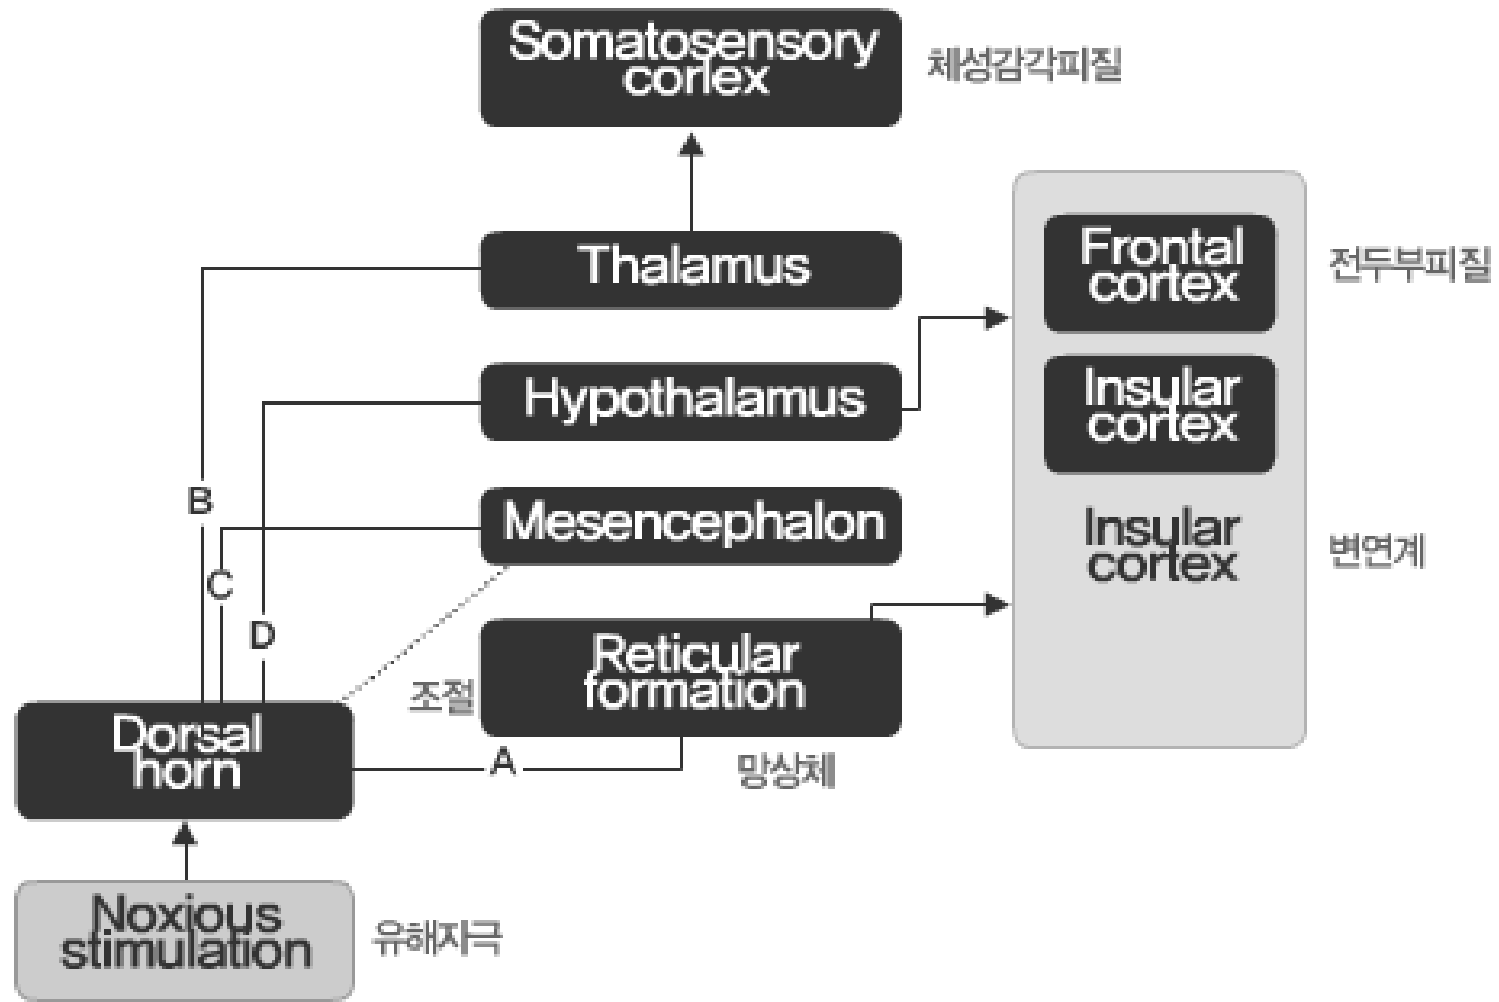 Somatosensory
cortex
체성감각피질
Thalamus
Frontal
cortex
전두부피질
Hypothalamus
Insular
cortex
B
Mesencephalon
Insular
cortex
변연계
C
D
Reticular
formation
조절
Dorsal
horn
A
망상체
Noxious
stimulation
유해자극